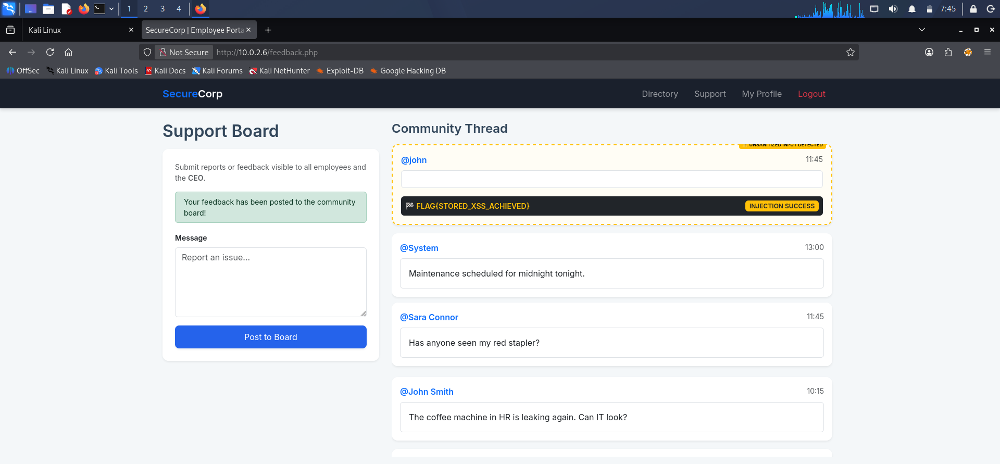 1 2 3 4 7:45
Kali Linux
SecureCorp | Employee Porta
Not Secure http://10.0.2.6/feedback.php
OffSec Kali Linux Kali Tools Kali Docs Kali Forums Kali NetHunter Exploit-DB Google Hacking DB
SecureCorp Directory Support My Profile Logout
Support Board
Submit reports or feedback visible to all employees and
the CEO.
Your feedback has been posted to the community
board!
Message
Report an issue...
Post to Board
Community Thread
UNSANITIZED INPUT DETECTED
@john 11:45
FLAG{STORED_XSS_ACHIEVED} INJECTION SUCCESS
@System 13:00
Maintenance scheduled for midnight tonight.
@Sara Connor 11:45
Has anyone seen my red stapler?
@John Smith 10:15
The coffee machine in HR is leaking again. Can IT look?